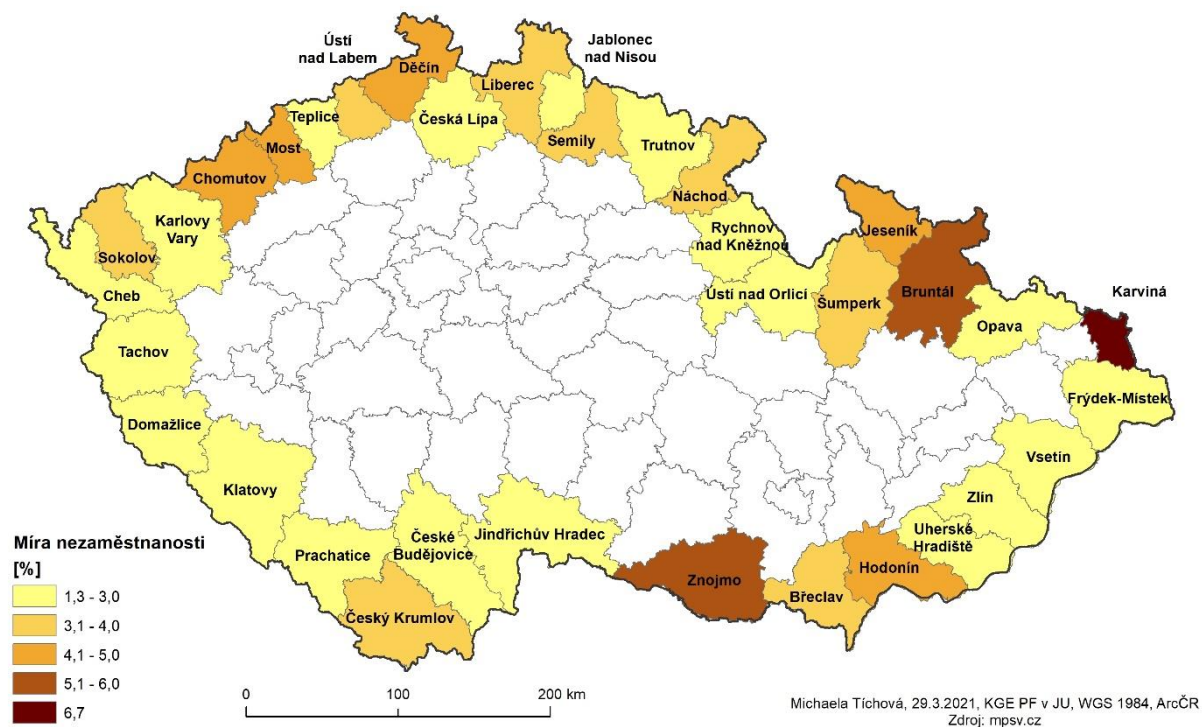 Ústí
nad Labem
Děčín
Jablonec
nad Nisou
Liberec
Teplice
Česká Lípa
Most
Semily
Trutnov
Chomutov
Náchod
Karlovy
Vary
Rychnov
nad Kněžnou
Jeseník
Sokolov
Cheb
Ústí nad Orlicí
Šumperk
Bruntál
Karviná
Opava
Tachov
Frýdek-Místek
Domažlice
Vsetín
Klatovy
Zlín
Uherské
Hradiště
České
Budějovice
Jindřichův Hradec
Prachatice
Hodonín
Znojmo
Břeclav
Český Krumlov
Míra nezaměstnanosti
[%]
1,3 - 3,0
3,1 - 4,0
4,1 - 5,0
5,1 - 6,0
6,7
0 100 200 km
Michaela Tíchová, 29.3.2021, KGE PF v JU, WGS 1984, ArcČR
Zdroj: mpsv.cz